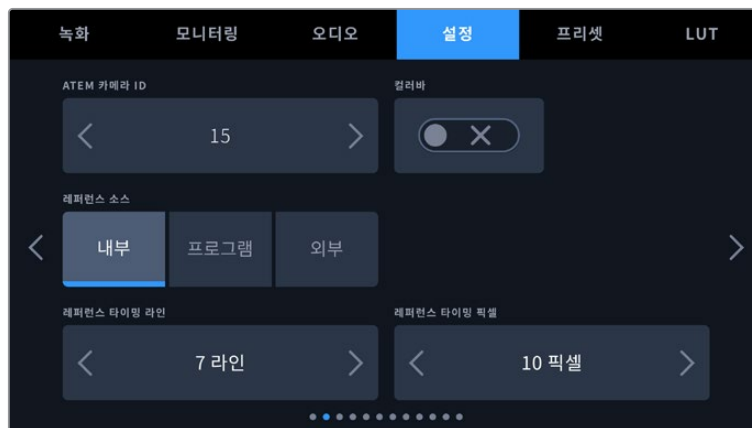 녹화 모니터링 오디오 설정 프리셋 LUT
ATEM 카메라 ID 컬러바
15
레퍼런스 소스
내부 프로그램 외부
레퍼런스 타이밍 라인 레퍼런스 타이밍 픽셀
7 라인 10 픽셀